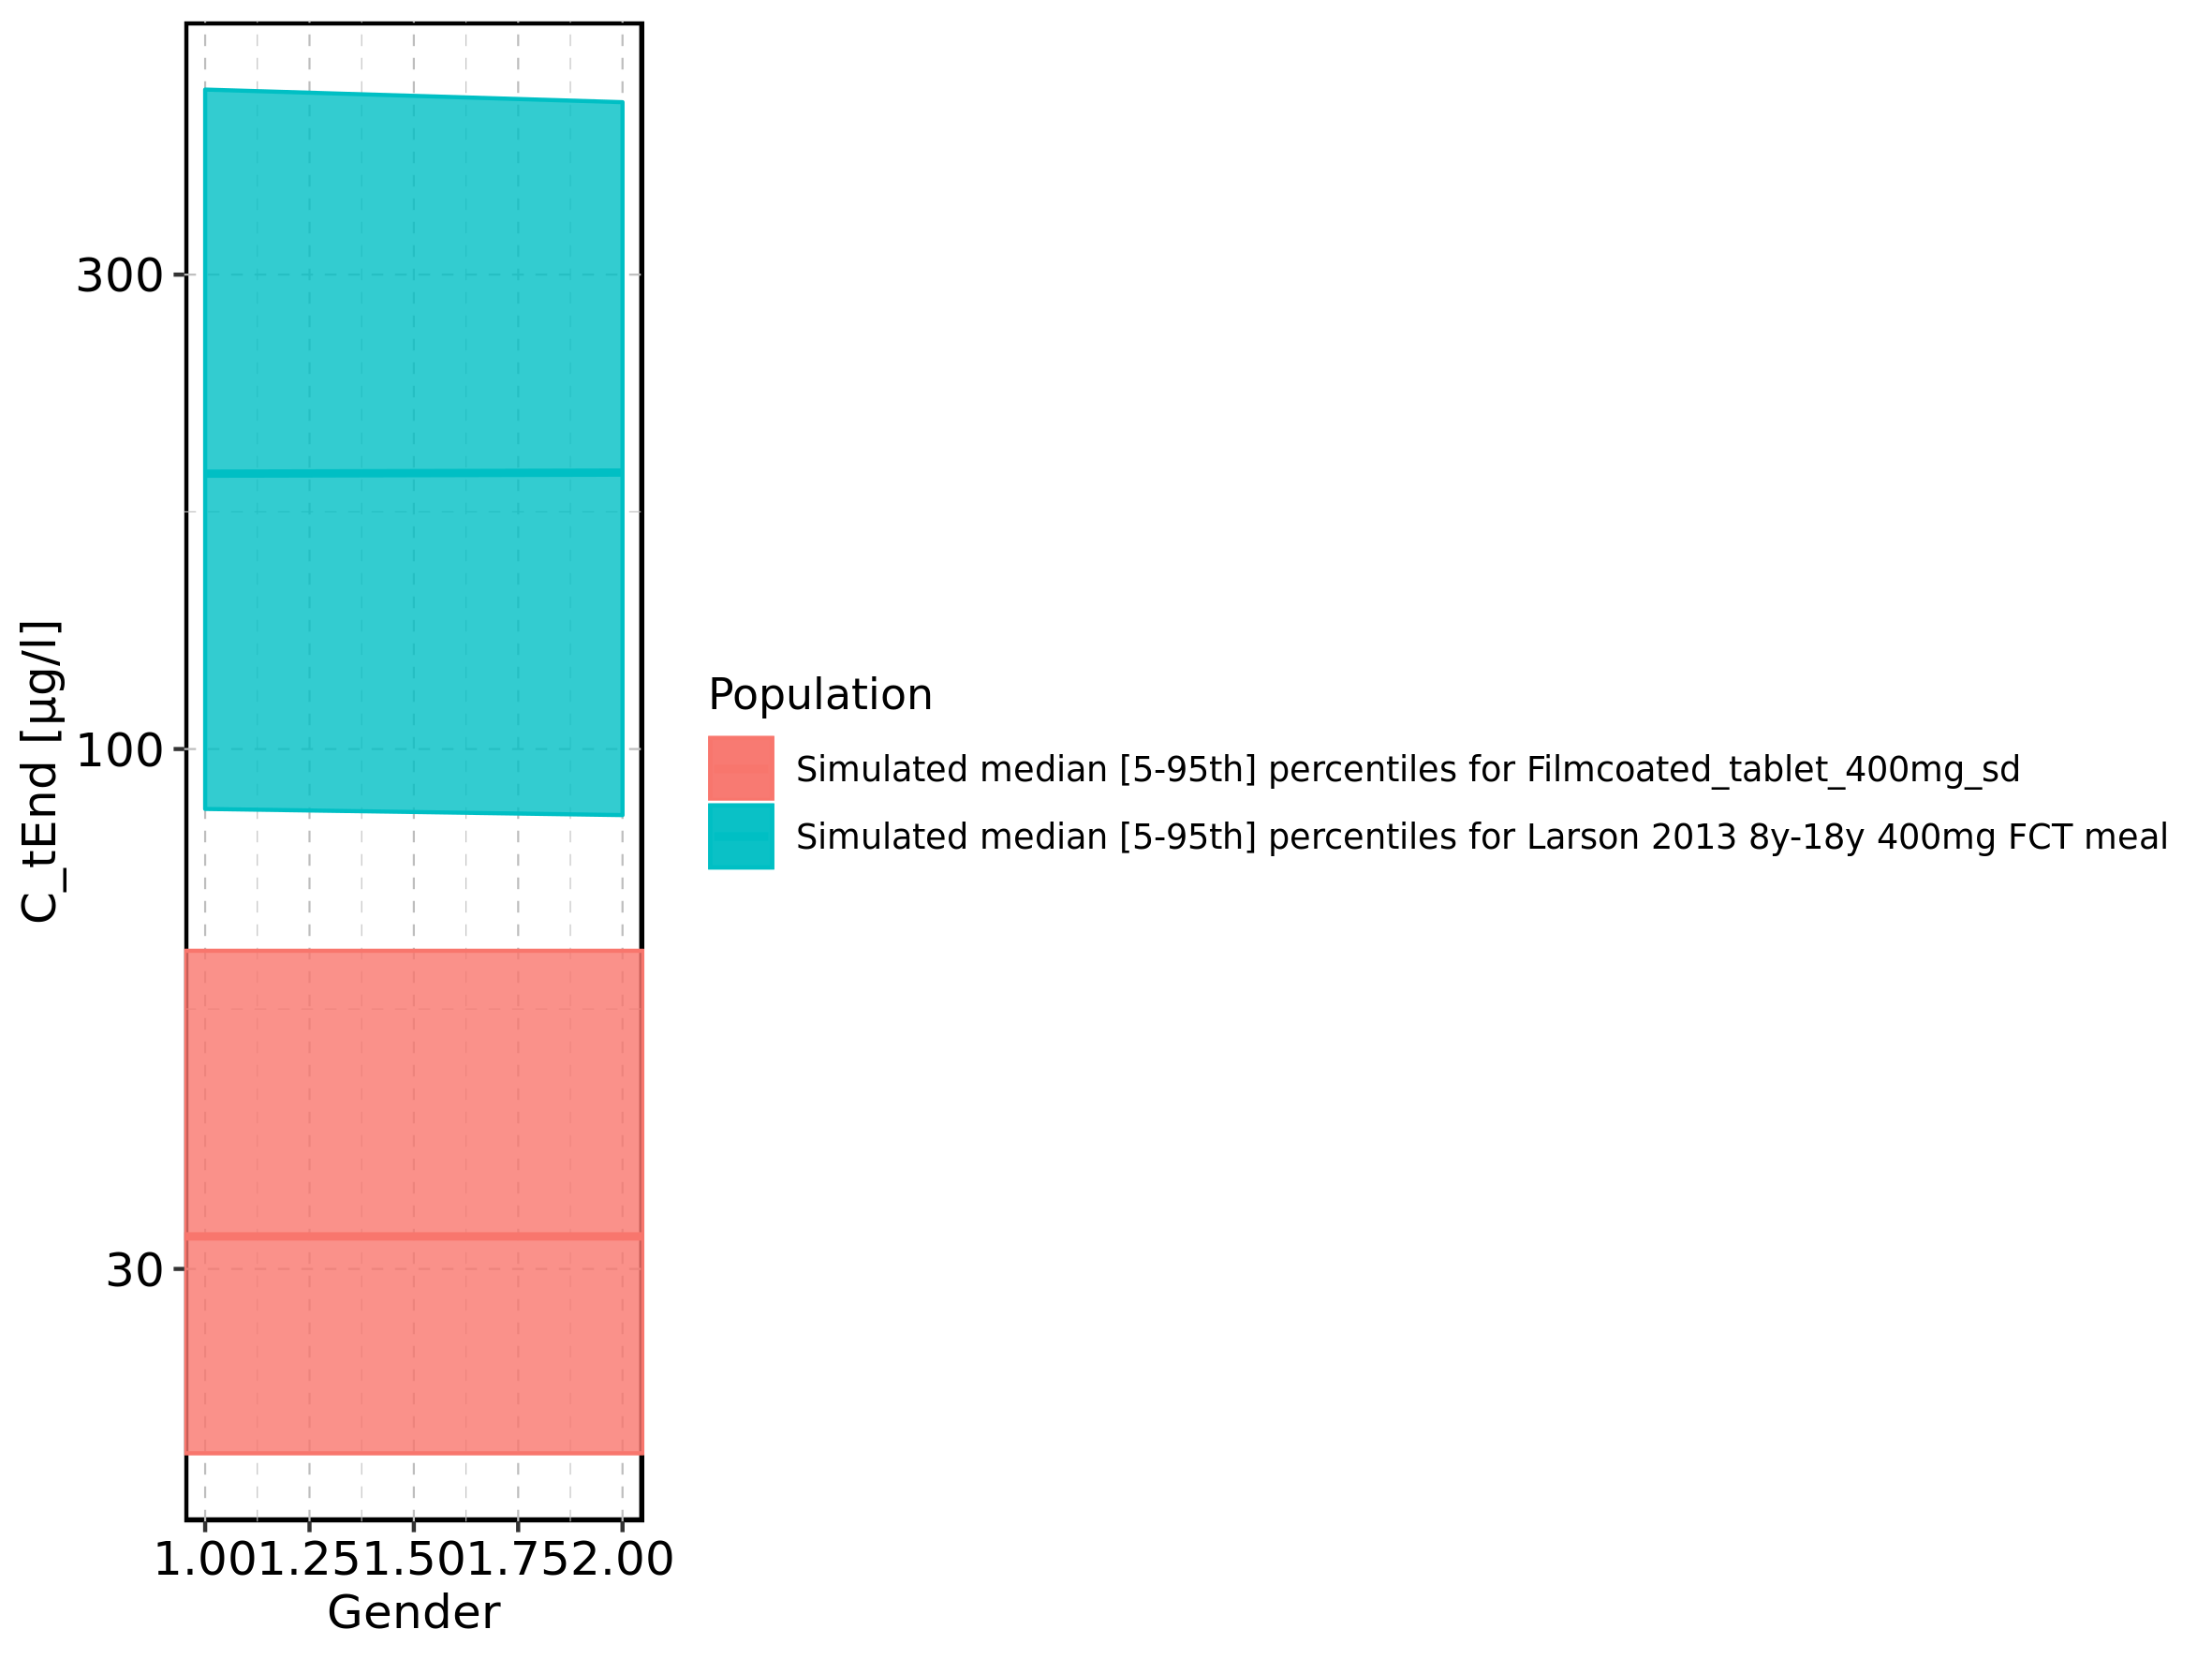 300
100
30
C_tEnd [µg/l]
1.00 1.25 1.50 1.75 2.00
Gender
Population
Simulated median [5-95th] percentiles for Filmcoated_tablet_400mg_sd
Simulated median [5-95th] percentiles for Larson 2013 8y-18y 400mg FCT meal